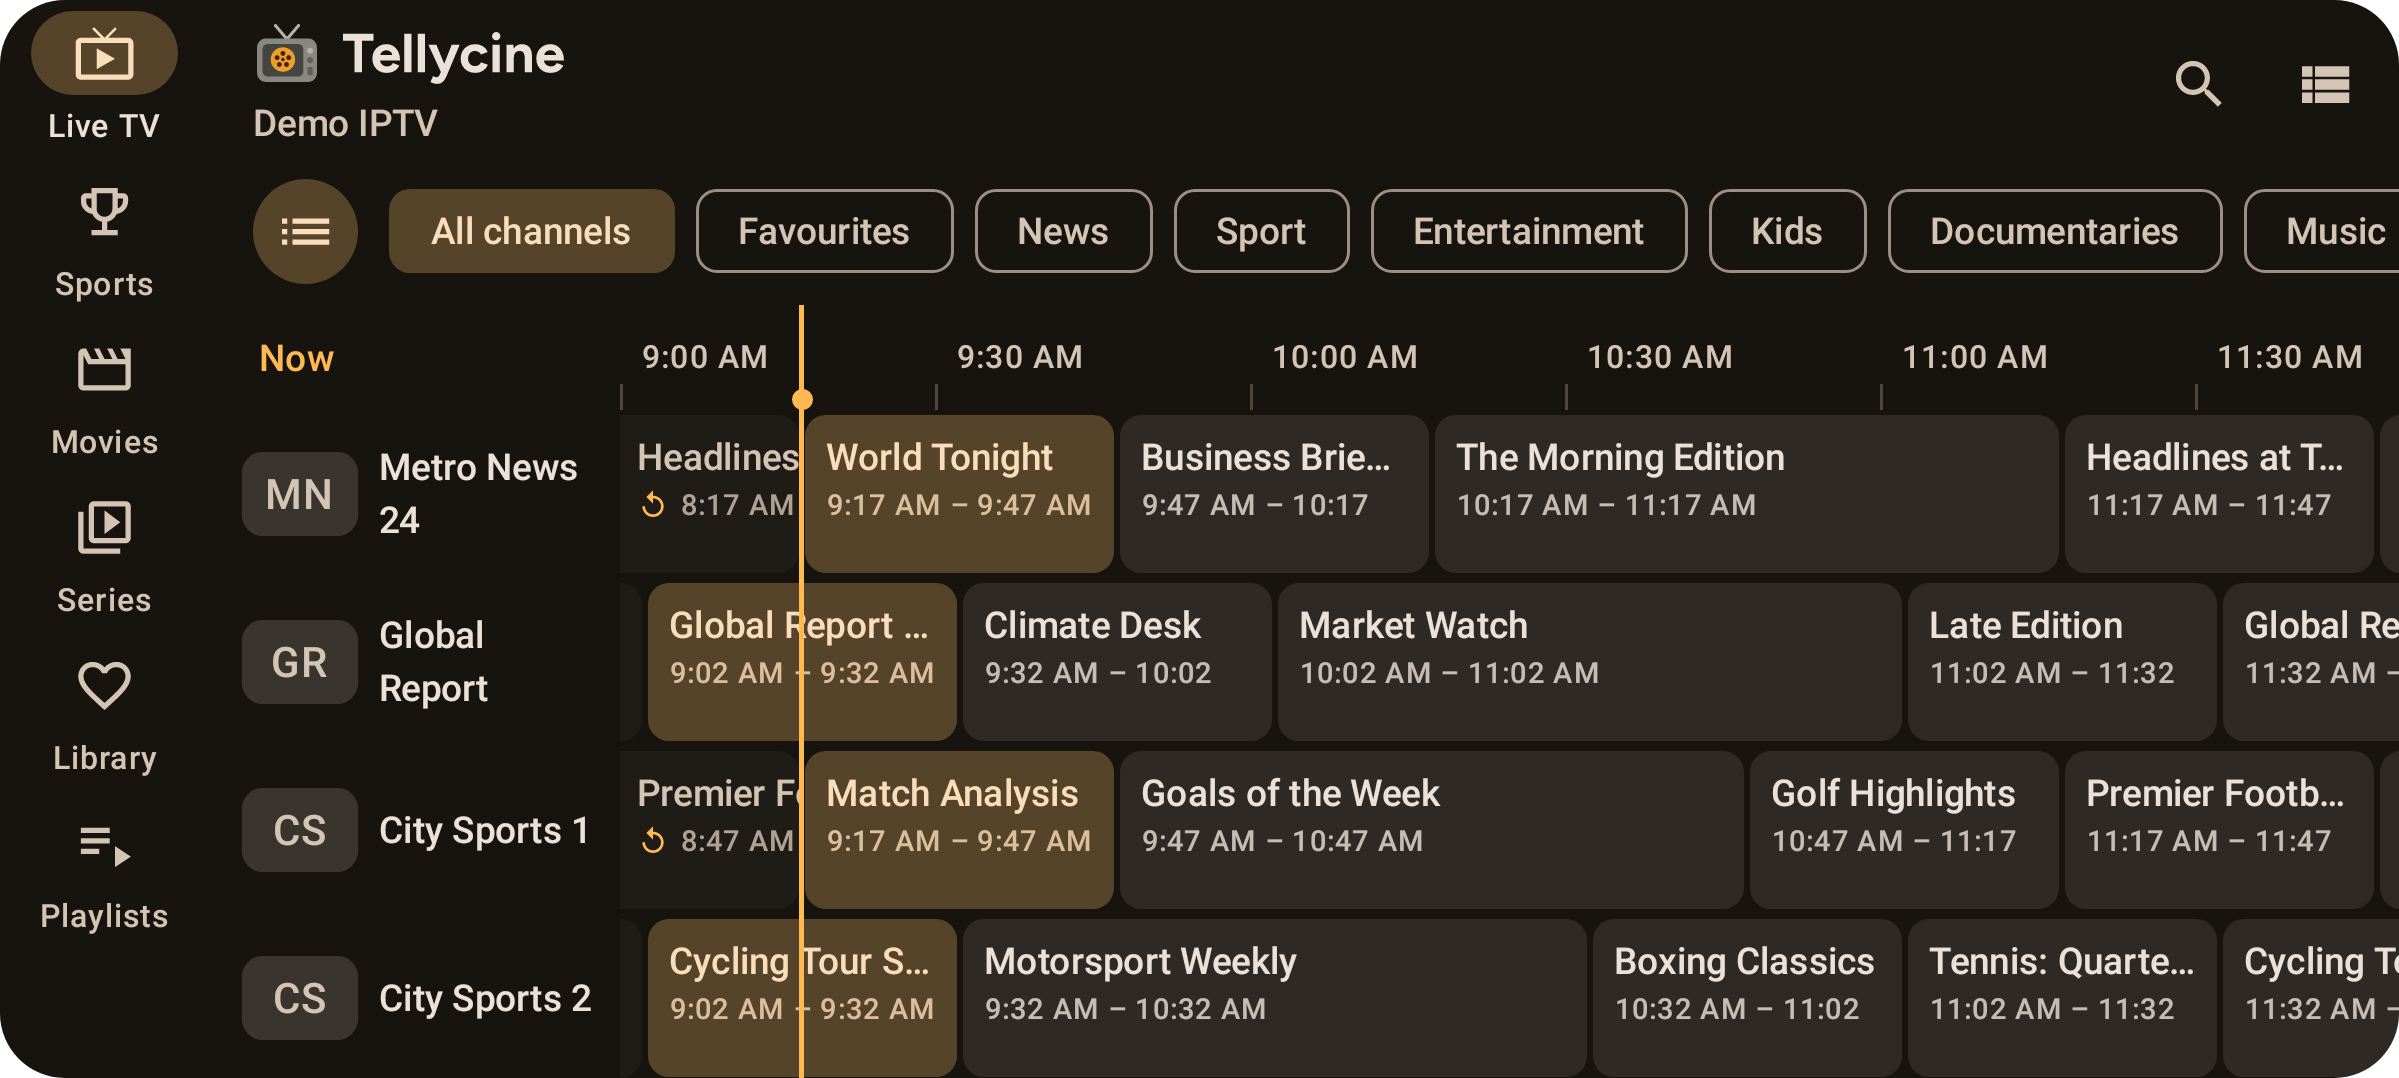 Live TV
Sports
Movies
Series
Library
Playlists
Tellycine
Demo IPTV
All channels
Favourites
News
Sport
Entertainment
Kids
Documentaries
Music
Now
9:00 AM
9:30 AM
10:00 AM
10:30 AM
11:00 AM
11:30 AM
MN
Metro News
24
Headlines
8:17 AM
World Tonight
9:17 AM – 9:47 AM
Business Brie...
9:47 AM – 10:17
The Morning Edition
10:17 AM – 11:17 AM
Headlines at T...
11:17 AM – 11:47
GR
Global
Report
Global Report ...
9:02 AM – 9:32 AM
Climate Desk
9:32 AM – 10:02
Market Watch
10:02 AM – 11:02 AM
Late Edition
11:02 AM – 11:32
Global Re
11:32 AM –
CS
City Sports 1
Premier Fo
8:47 AM
Match Analysis
9:17 AM – 9:47 AM
Goals of the Week
9:47 AM – 10:47 AM
Golf Highlights
10:47 AM – 11:17
Premier Footb...
11:17 AM – 11:47
CS
City Sports 2
Cycling Tour S...
9:02 AM – 9:32 AM
Motorsport Weekly
9:32 AM – 10:32 AM
Boxing Classics
10:32 AM – 11:02
Tennis: Quarte...
11:02 AM – 11:32
Cycling To
11:32 AM –